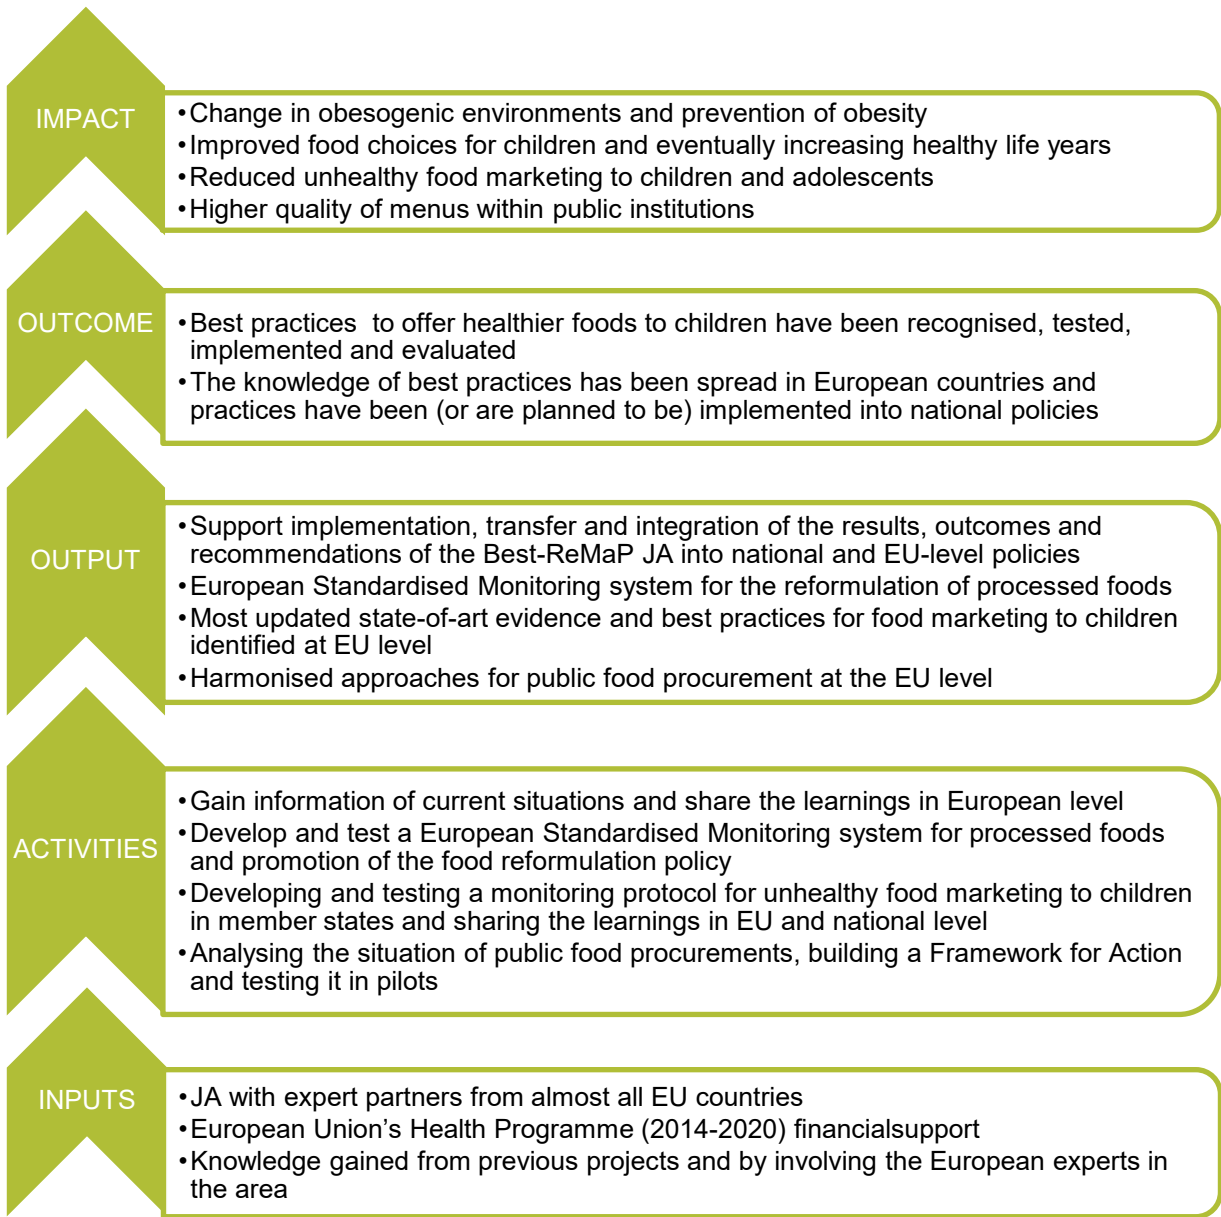 IMPACT
•Change in obesogenic environments and prevention of obesity
•Improved food choices for children and eventually increasing healthy life years
•Reduced unhealthy food marketing to children and adolescents
•Higher quality of menus within public institutions
OUTCOME
•Best practices  to offer healthier foods to children have been recognised, tested,
implemented and evaluated
•The knowledge of best practices has been spread in European countries and
practices have been (or are planned to be) implemented into national policies
OUTPUT
•Support implementation, transfer and integration of the results, outcomes and
recommendations of the Best-ReMaP JA into national and EU-level policies
•European Standardised Monitoring system for the reformulation of processed foods
•Most updated state-of-art evidence and best practices for food marketing to children
identified at EU level
•Harmonised approaches for public food procurement at the EU level
ACTIVITIES
•Gain information of current situations and share the learnings in European level
•Develop and test a European Standardised Monitoring system for processed foods
and promotion of the food reformulation policy
•Developing and testing a monitoring protocol for unhealthy food marketing to children
in member states and sharing the learnings in EU and national level
•Analysing the situation of public food procurements, building a Framework for Action
and testing it in pilots
INPUTS
•JA with expert partners from almost all EU countries
•European Union's Health Programme (2014-2020) financialsupport
•Knowledge gained from previous projects and by involving the European experts in
the area